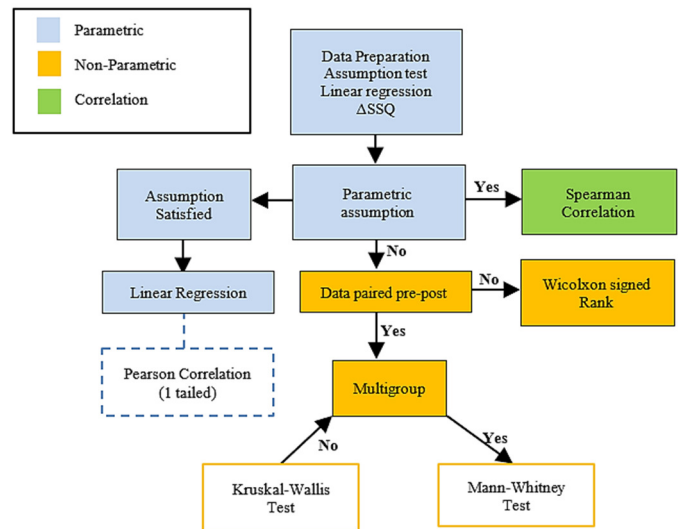 Parametric
Non-Parametric
Correlation
Data Preparation
Assumption test
Linear regression
ΔSSQ
Assumption
Satisfied
Parametric
assumption
Yes
Spearman
Correlation
No
Linear Regression
Data paired pre-post
No
Wicolxon signed
Rank
Yes
Pearson Correlation
(1 tailed)
Multigroup
No
Yes
Kruskal-Wallis
Test
Mann-Whitney
Test